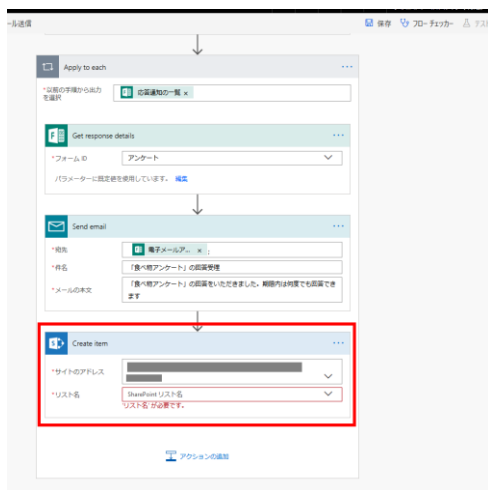 ール送信
保存 フロー チェッカー テス
Apply to each
*以前の手順から出力
を選択
応答通知の一覧 ×
Get response details
*フォーム ID
アンケート
パラメーターに既定値を使用しています。 編集
Send email
*宛先
電子メールア... × ;
*件名
「食べ物アンケート」の回答受理
*メールの本文
「食べ物アンケート」の回答をいただきました。期限内は何度でも回答でき
ます
Create item
*サイトのアドレス
*リスト名
SharePoint リスト名
'リスト名' が必要です。
アクションの追加